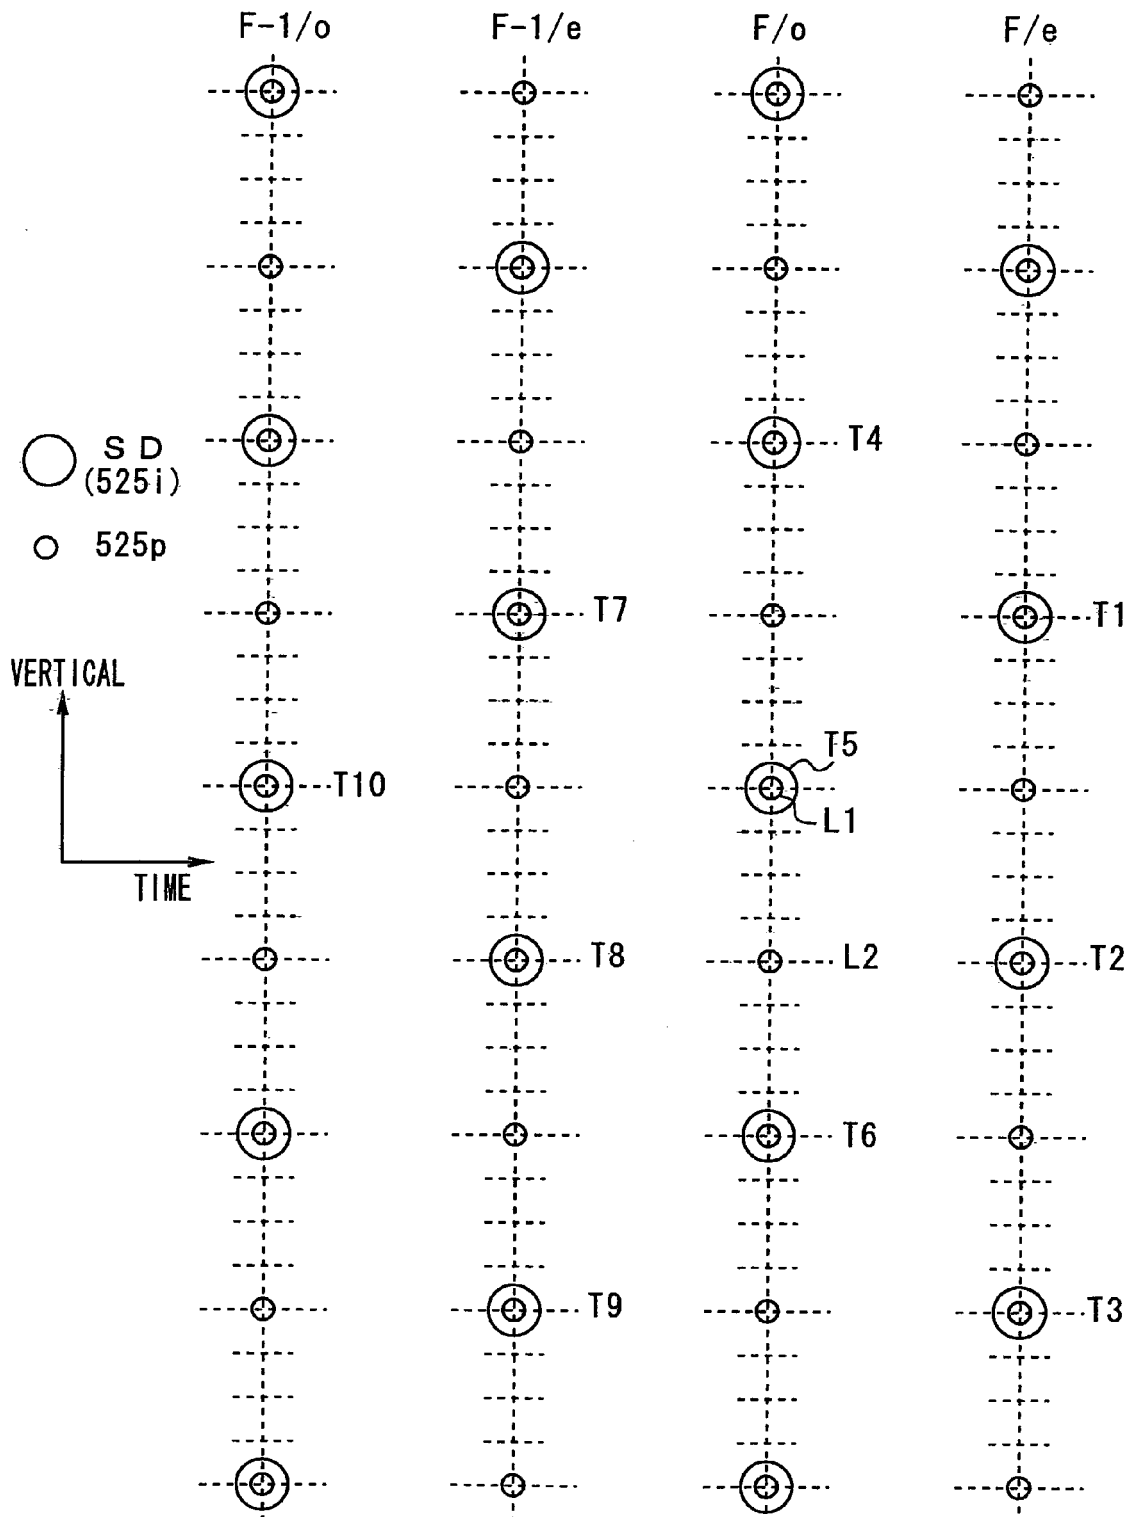 F-1/o
F-1/e
F/o
F/e
S D
(525i)
525p
T4
T7
T1
VERTICAL
T10
T5
L1
TIME
T8
L2
T2
T6
T9
T3